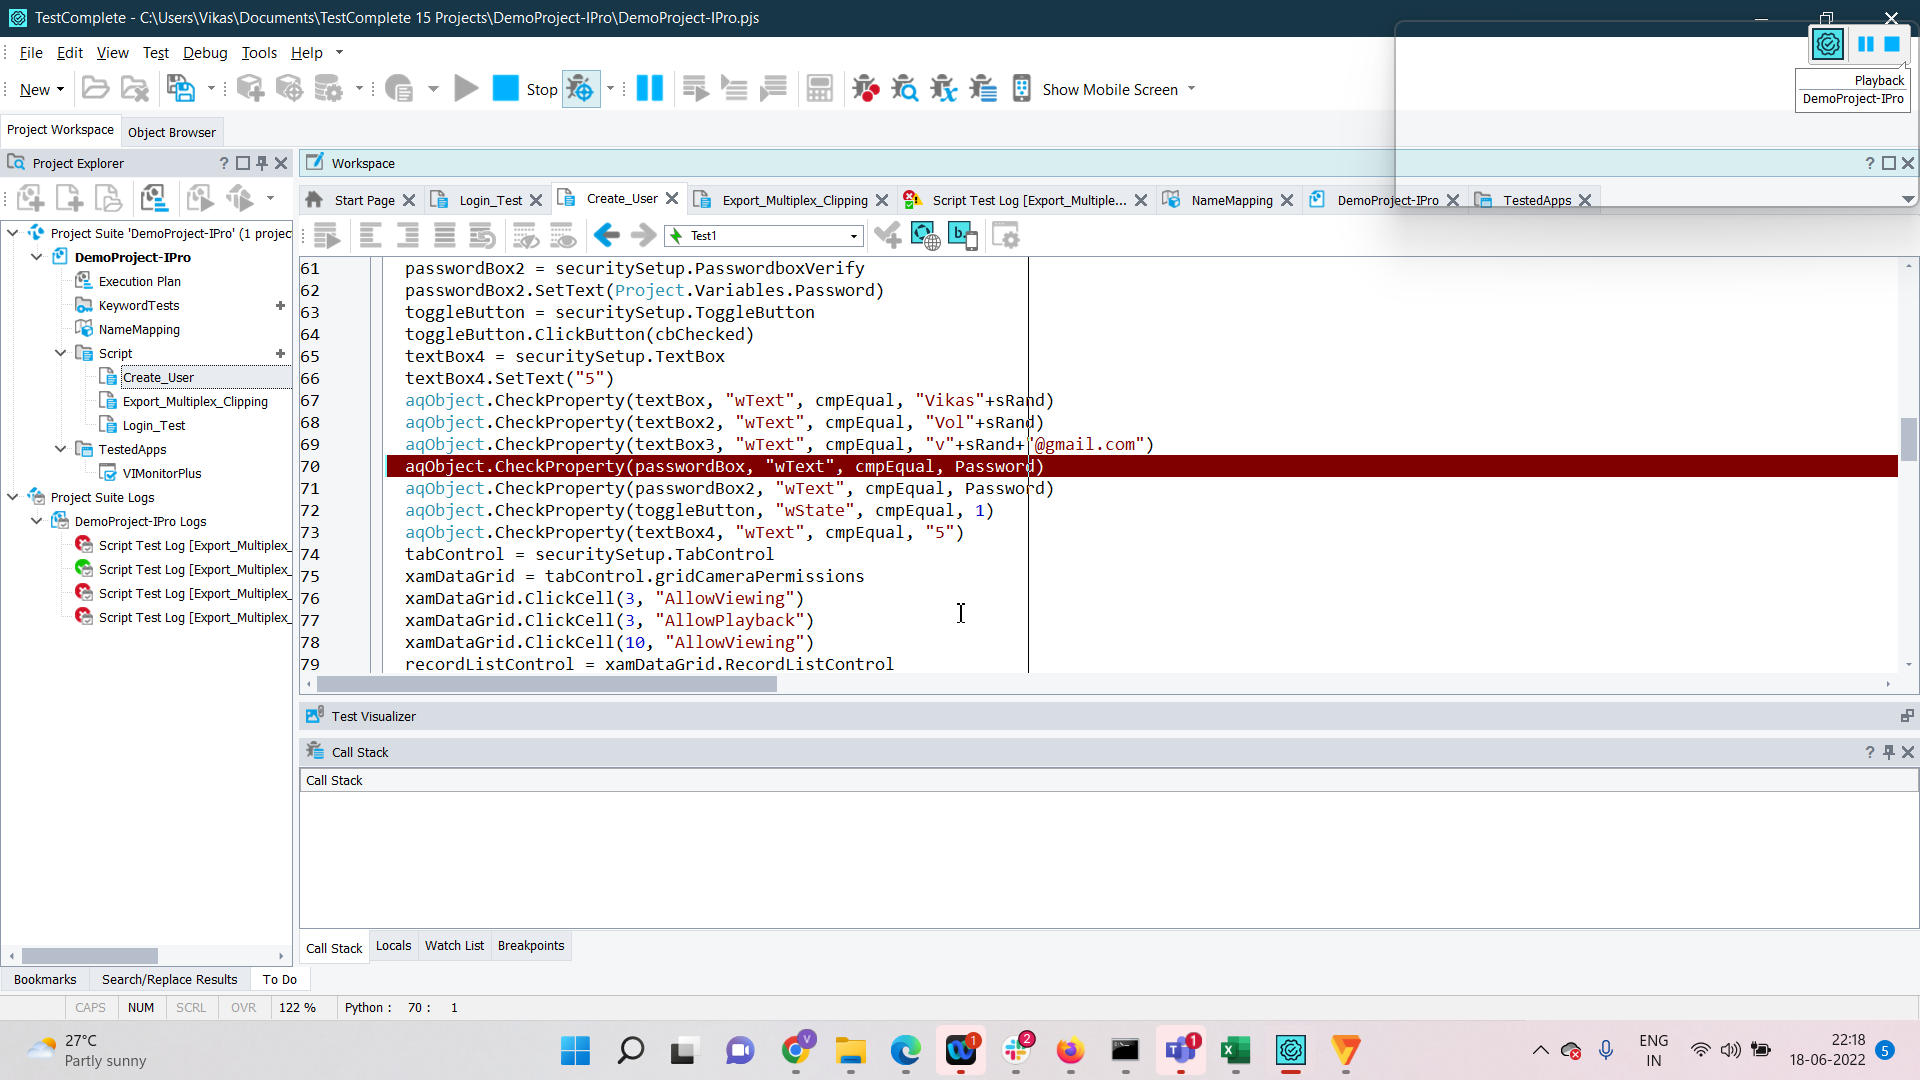 TestComplete - C:\Users\Vikas\Documents\TestComplete 15 Projects\DemoProject-IPro\DemoProject-IPro.pjs
File Edit View Test Debug Tools Help
New
Stop
Show Mobile Screen
Playback
DemoProject-IPro
Project Workspace Object Browser
Project Explorer
Workspace
Start Page Login_Test Create_User Export_Multiplex_Clipping Script Test Log [Export_Multiple... NameMapping DemoProject-IPro TestedApps
Test1
Project Suite 'DemoProject-IPro' (1 projec
DemoProject-IPro
Execution Plan
KeywordTests
NameMapping
Script
Create_User
Export_Multiplex_Clipping
Login_Test
TestedApps
VIMonitorPlus
Project Suite Logs
DemoProject-IPro Logs
Script Test Log [Export_Multiplex_
Script Test Log [Export_Multiplex_
Script Test Log [Export_Multiplex_
Script Test Log [Export_Multiplex_
61 passwordBox2 = securitySetup.PasswordboxVerify
62 passwordBox2.SetText(Project.Variables.Password)
63 toggleButton = securitySetup.ToggleButton
64 toggleButton.ClickButton(cbChecked)
65 textBox4 = securitySetup.TextBox
66 textBox4.SetText("5")
67 aqObject.CheckProperty(textBox, "wText", cmpEqual, "Vikas"+sRand)
68 aqObject.CheckProperty(textBox2, "wText", cmpEqual, "Vol"+sRand)
69 aqObject.CheckProperty(textBox3, "wText", cmpEqual, "v"+sRand+"@gmail.com")
70 aqObject.CheckProperty(passwordBox, "wText", cmpEqual, Password)
71 aqObject.CheckProperty(passwordBox2, "wText", cmpEqual, Password)
72 aqObject.CheckProperty(toggleButton, "wState", cmpEqual, 1)
73 aqObject.CheckProperty(textBox4, "wText", cmpEqual, "5")
74 tabControl = securitySetup.TabControl
75 xamDataGrid = tabControl.gridCameraPermissions
76 xamDataGrid.ClickCell(3, "AllowViewing")
77 xamDataGrid.ClickCell(3, "AllowPlayback")
78 xamDataGrid.ClickCell(10, "AllowViewing")
79 recordListControl = xamDataGrid.RecordListControl
Test Visualizer
Call Stack
Call Stack
Call Stack Locals Watch List Breakpoints
Bookmarks Search/Replace Results To Do
CAPS NUM SCRL OVR 122 % Python : 70 : 1
27°C
Partly sunny
V
1
2
1
ENG
IN
22:18
18-06-2022
5